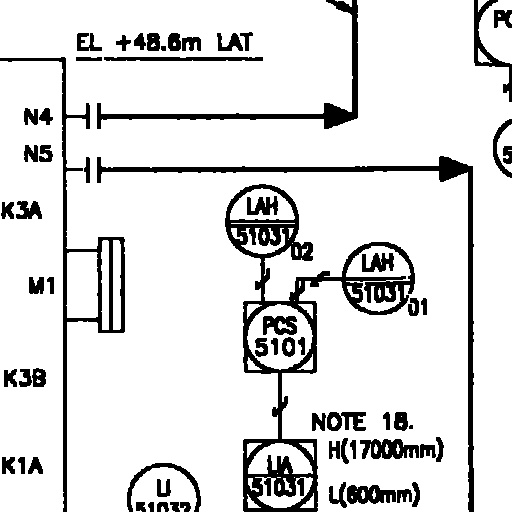 PC
EL +48.6m LAT
N4
N5
5
K3A
LAH
51031
02
LAH
51031
01
M1
PCS
5101
K3B
NOTE 18.
H(17000mm)
K1A
LIA
51031
LI
51032
L(600mm)